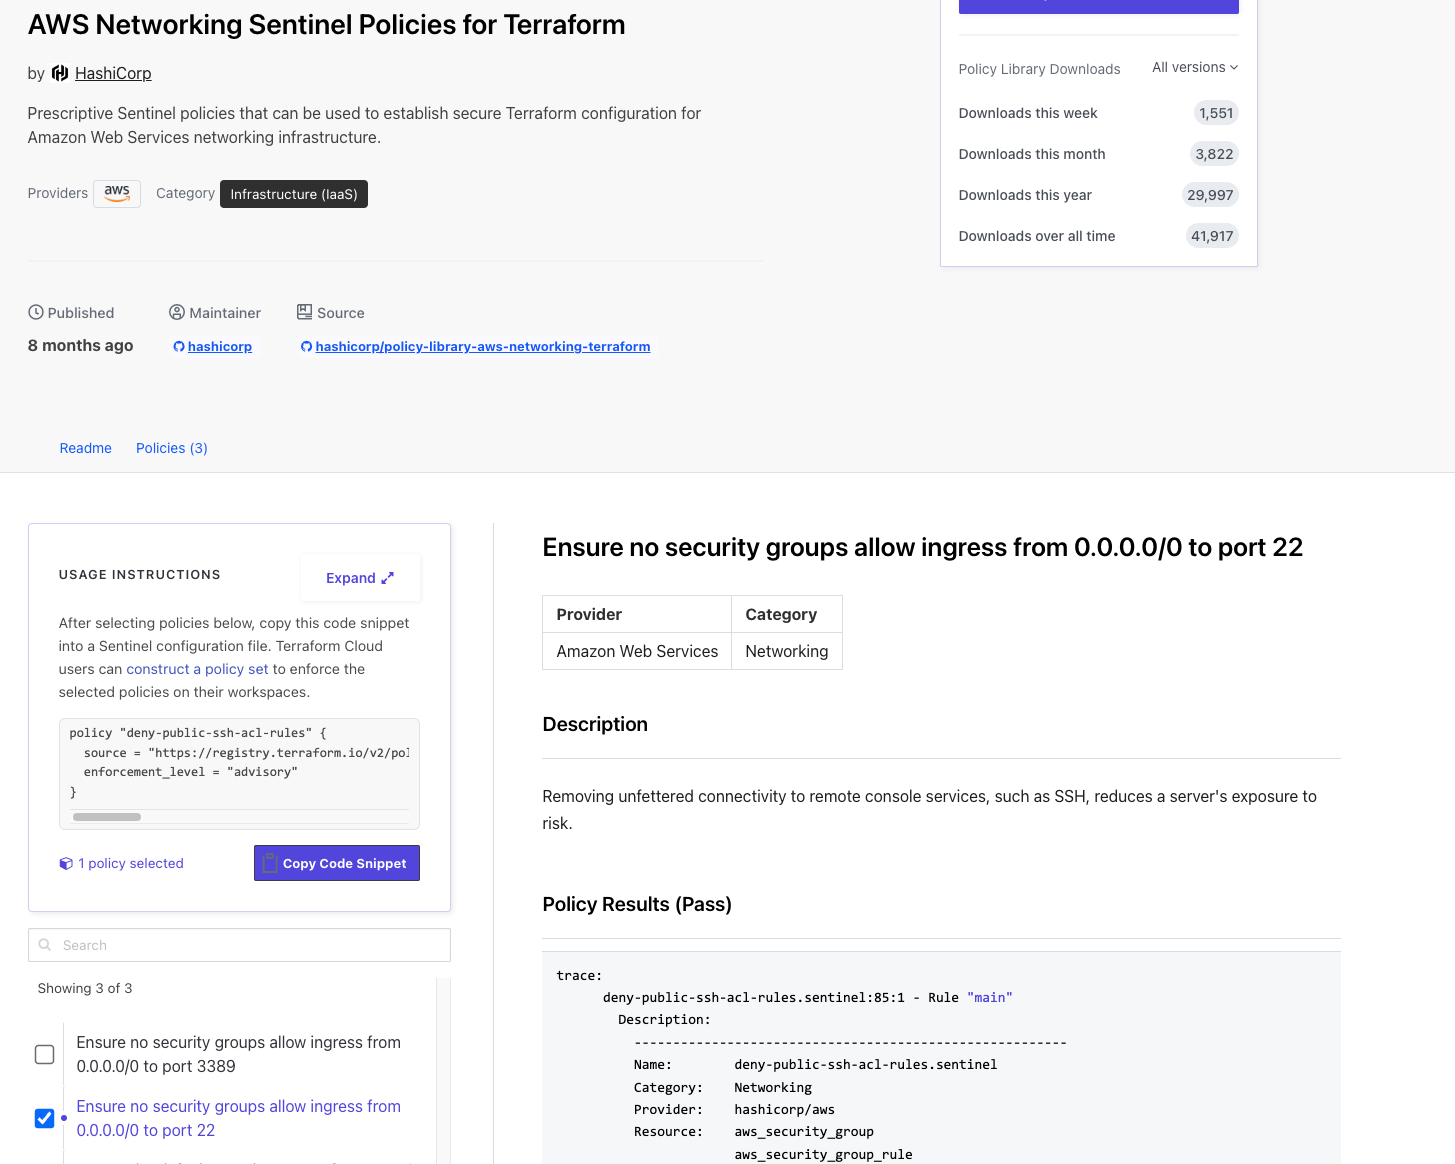 AWS Networking Sentinel Policies for Terraform
by HashiCorp
Prescriptive Sentinel policies that can be used to establish secure Terraform configuration for
Amazon Web Services networking infrastructure.
Providers aws Category Infrastructure (IaaS)
Policy Library Downloads All versions
Downloads this week 1,551
Downloads this month 3,822
Downloads this year 29,997
Downloads over all time 41,917
Published Maintainer Source
8 months ago hashicorp hashicorp/policy-library-aws-networking-terraform
Readme Policies (3)
USAGE INSTRUCTIONS
Expand
After selecting policies below, copy this code snippet
into a Sentinel configuration file. Terraform Cloud
users can construct a policy set to enforce the
selected policies on their workspaces.
policy "deny-public-ssh-acl-rules" {
source = "https://registry.terraform.io/v2/pol
enforcement_level = "advisory"
}
1 policy selected
Copy Code Snippet
Search
Showing 3 of 3
Ensure no security groups allow ingress from
0.0.0.0/0 to port 3389
Ensure no security groups allow ingress from
0.0.0.0/0 to port 22
Ensure no security groups allow ingress from 0.0.0.0/0 to port 22
Provider Category
Amazon Web Services Networking
Description
Removing unfettered connectivity to remote console services, such as SSH, reduces a server's exposure to
risk.
Policy Results (Pass)
trace:
deny-public-ssh-acl-rules.sentinel:85:1 - Rule "main"
Description:
--------------------------------------------------------
Name: deny-public-ssh-acl-rules.sentinel
Category: Networking
Provider: hashicorp/aws
Resource: aws_security_group
aws_security_group_rule